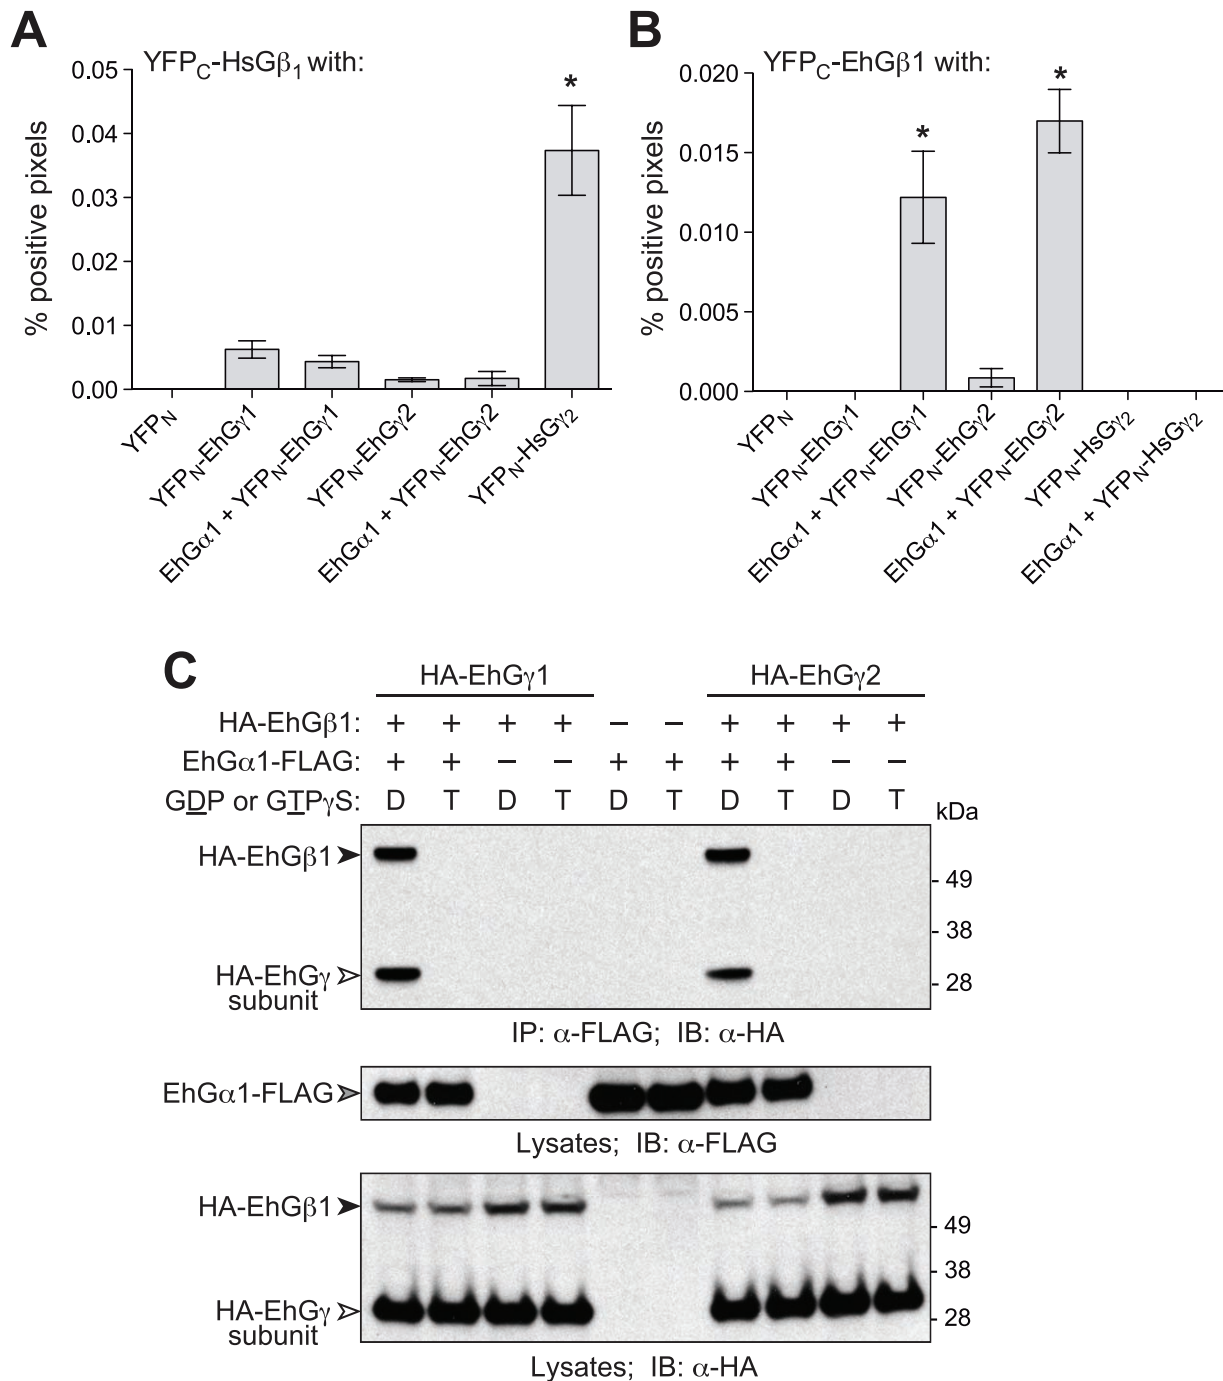 A
YFPC-HsGβ1 with:
% positive pixels
0.05
0.04
0.03
0.02
0.01
0.00
*
YFPN
YFPN-EhGγ1
EhGα1 + YFPN-EhGγ1
YFPN-EhGγ2
EhGα1 + YFPN-EhGγ2
YFPN-HsGγ2
B
YFPC-EhGβ1 with:
% positive pixels
0.020
0.015
0.010
0.005
0.000
*
*
YFPN
YFPN-EhGγ1
EhGα1 + YFPN-EhGγ1
YFPN-EhGγ2
EhGα1 + YFPN-EhGγ2
YFPN-HsGγ2
EhGα1 + YFPN-HsGγ2
C
HA-EhGγ1 HA-EhGγ2
HA-EhGβ1: + + + + – – + + + +
EhGα1-FLAG: + + – – + + + + – –
GDP or GTPγS: D T D T D T D T D T
kDa
HA-EhGβ1
- 49
- 38
HA-EhGγ
subunit
- 28
IP: α-FLAG; IB: α-HA
EhGα1-FLAG
Lysates; IB: α-FLAG
HA-EhGβ1
- 49
- 38
HA-EhGγ
subunit
- 28
Lysates; IB: α-HA